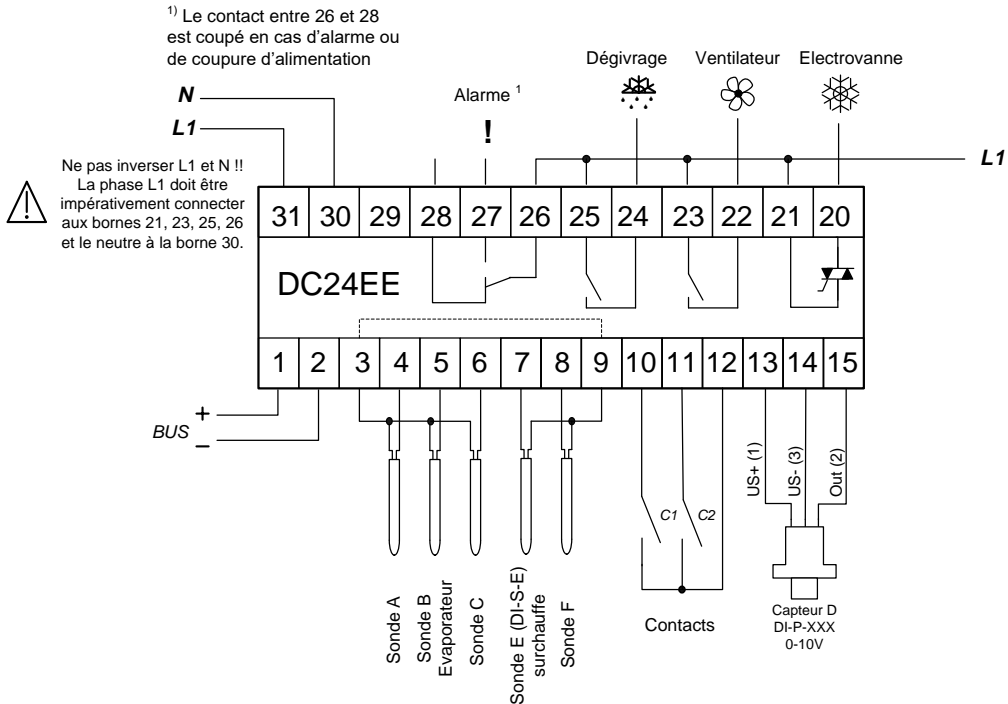 1) Le contact entre 26 et 28
est coupé en cas d'alarme ou
de coupure d'alimentation
Dégivrage
Ventilateur
Electrovanne
N
Alarme 1
L1
!
L1
Ne pas inverser L1 et N !!
La phase L1 doit être
impérativement connecter
aux bornes 21, 23, 25, 26
et le neutre à la borne 30.
31 30 29 28 27 26 25 24 23 22 21 20
DC24EE
1 2 3 4 5 6 7 8 9 10 11 12 13 14 15
+
BUS
–
US+ (1)
US- (3)
Out (2)
C1
C2
Sonde A
Sonde B
Evaporateur
Sonde C
Sonde E (DI-S-E)
surchauffe
Sonde F
Contacts
Capteur D
DI-P-XXX
0-10V